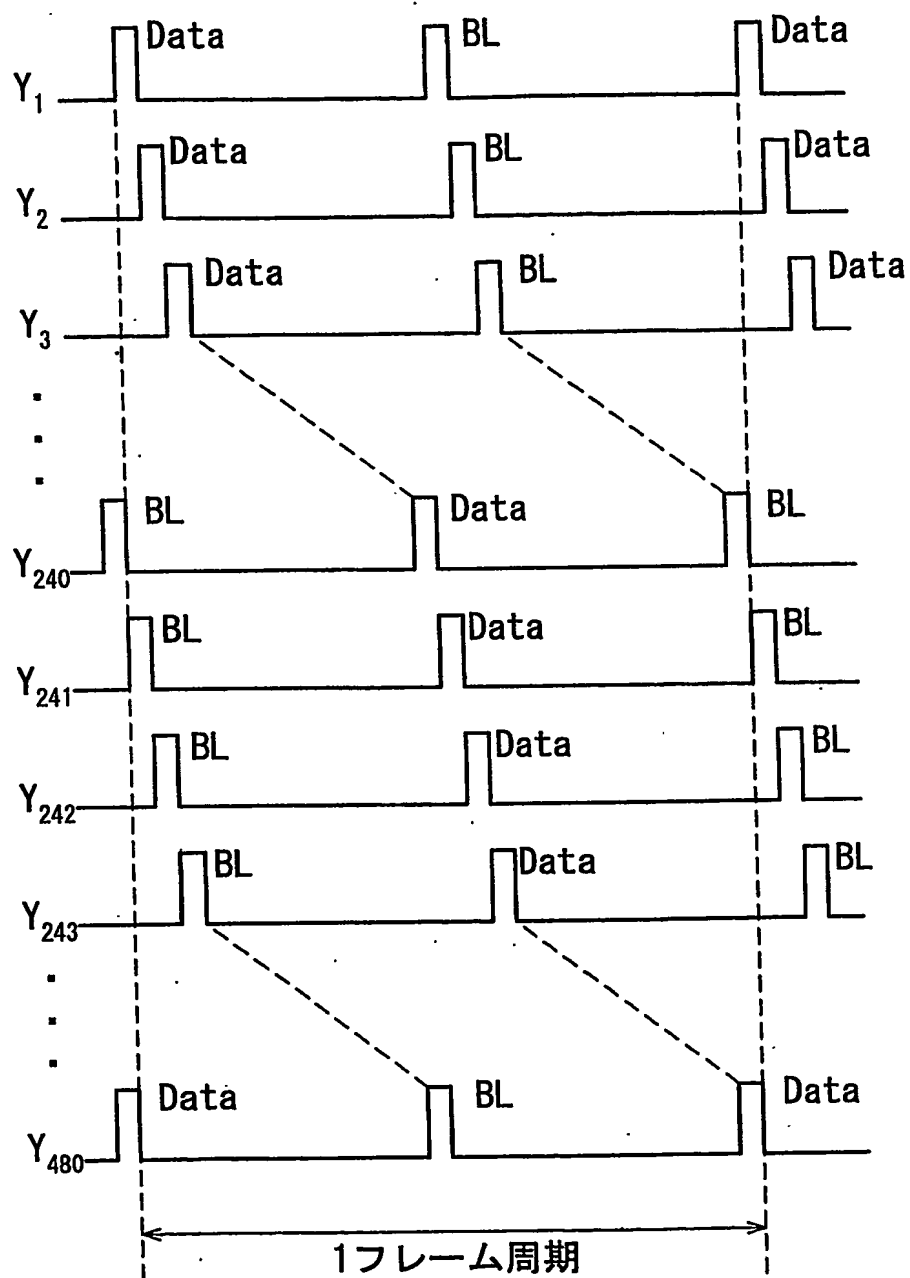 Data BL Data
Y1
Data BL Data
Y2
Data BL Data
Y3
BL Data BL
Y240
BL Data BL
Y241
BL Data BL
Y242
BL Data BL
Y243
Data BL Data
Y480
1フレーム周期